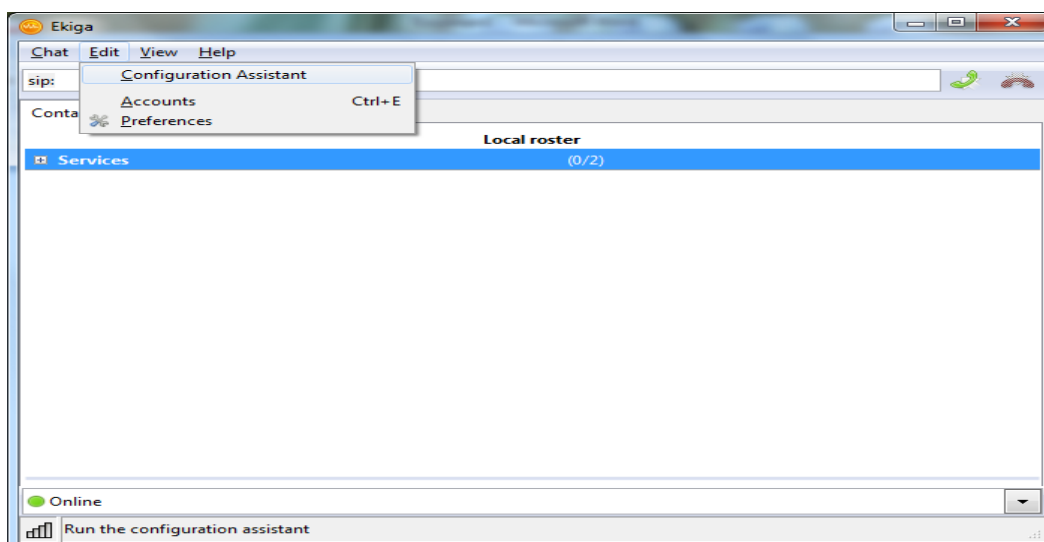 Ekiga
Chat Edit View Help
sip:
Configuration Assistant
Accounts Ctrl+E
Preferences
Conta
Local roster
Services (0/2)
Online
Run the configuration assistant